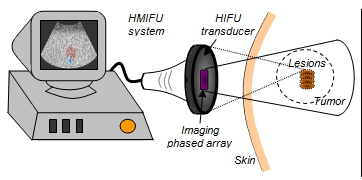 HMIFU
system
HIFU
transducer
Lesions
Tumor
Imaging
phased array
Skin